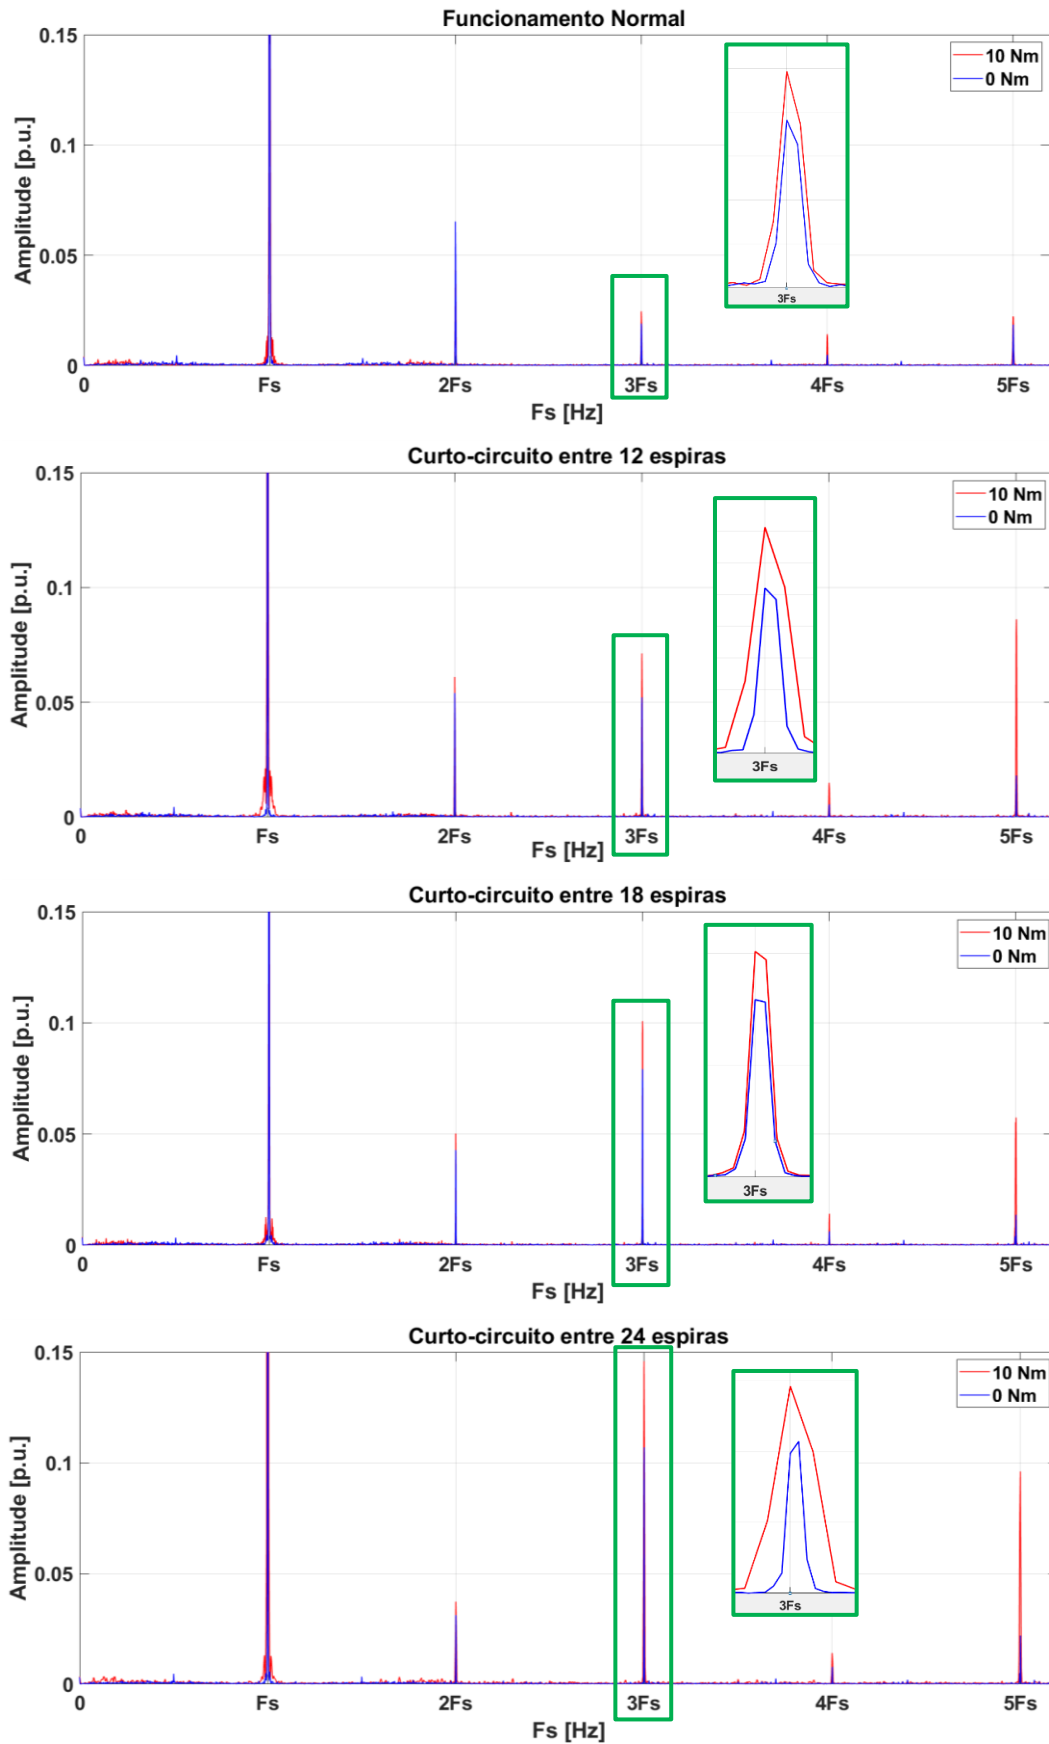 Funcionamento Normal
Amplitude [p.u.]
0.15
0.1
0.05
0
10 Nm
0 Nm
3Fs
0 Fs 2Fs 3Fs 4Fs 5Fs
Fs [Hz]
Curto-circuito entre 12 espiras
Amplitude [p.u.]
0.15
0.1
0.05
0
10 Nm
0 Nm
3Fs
0 Fs 2Fs 3Fs 4Fs 5Fs
Fs [Hz]
Curto-circuito entre 18 espiras
Amplitude [p.u.]
0.15
0.1
0.05
0
10 Nm
0 Nm
3Fs
0 Fs 2Fs 3Fs 4Fs 5Fs
Fs [Hz]
Curto-circuito entre 24 espiras
Amplitude [p.u.]
0.15
0.1
0.05
0
10 Nm
0 Nm
3Fs
0 Fs 2Fs 3Fs 4Fs 5Fs
Fs [Hz]